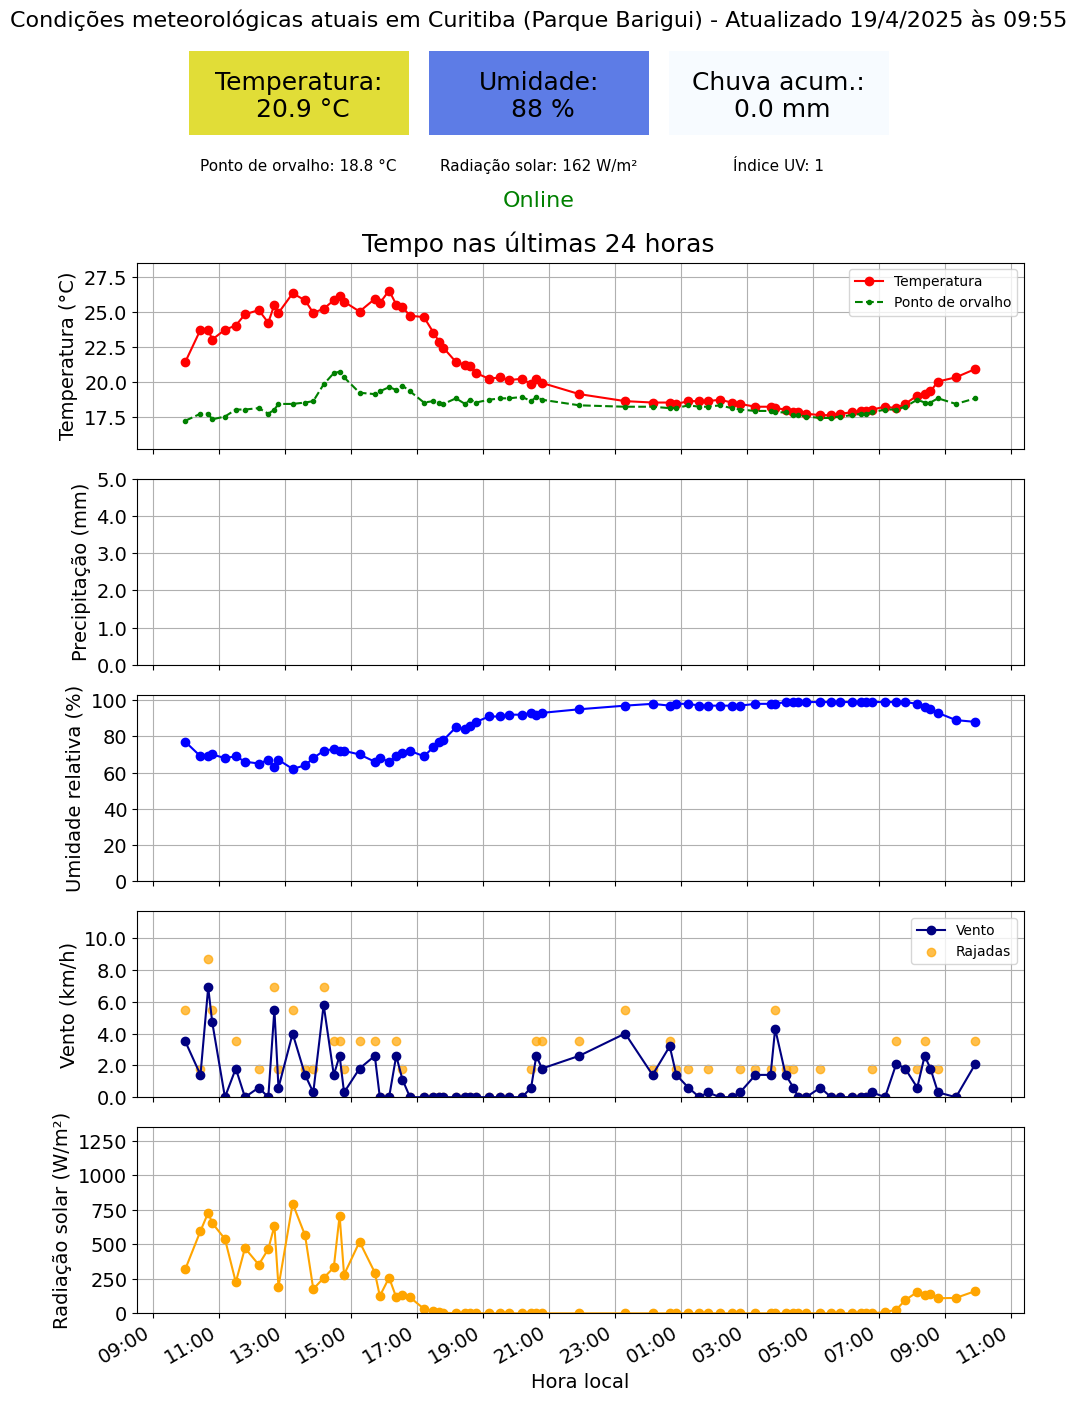 Condições meteorológicas atuais em Curitiba (Parque Barigui) - Atualizado 19/4/2025 às 09:55
Temperatura:
20.9 °C
Umidade:
88 %
Chuva acum.:
0.0 mm
Ponto de orvalho: 18.8 °C
Radiação solar: 162 W/m²
Índice UV: 1
Online
Tempo nas últimas 24 horas
Temperatura (°C)
27.5
25.0
22.5
20.0
17.5
Temperatura
Ponto de orvalho
Precipitação (mm)
5.0
4.0
3.0
2.0
1.0
0.0
Umidade relativa (%)
100
80
60
40
20
0
Vento (km/h)
10.0
8.0
6.0
4.0
2.0
0.0
Vento
Rajadas
Radiação solar (W/m²)
1250
1000
750
500
250
0
09:00
11:00
13:00
15:00
17:00
19:00
21:00
23:00
01:00
03:00
05:00
07:00
09:00
11:00
Hora local